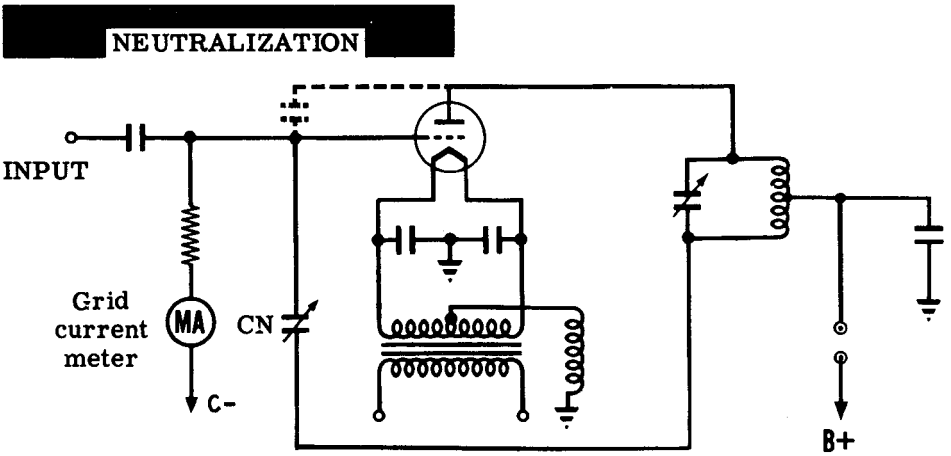 NEUTRALIZATION
INPUT
Grid
current
meter
MA
CN
C-
B+